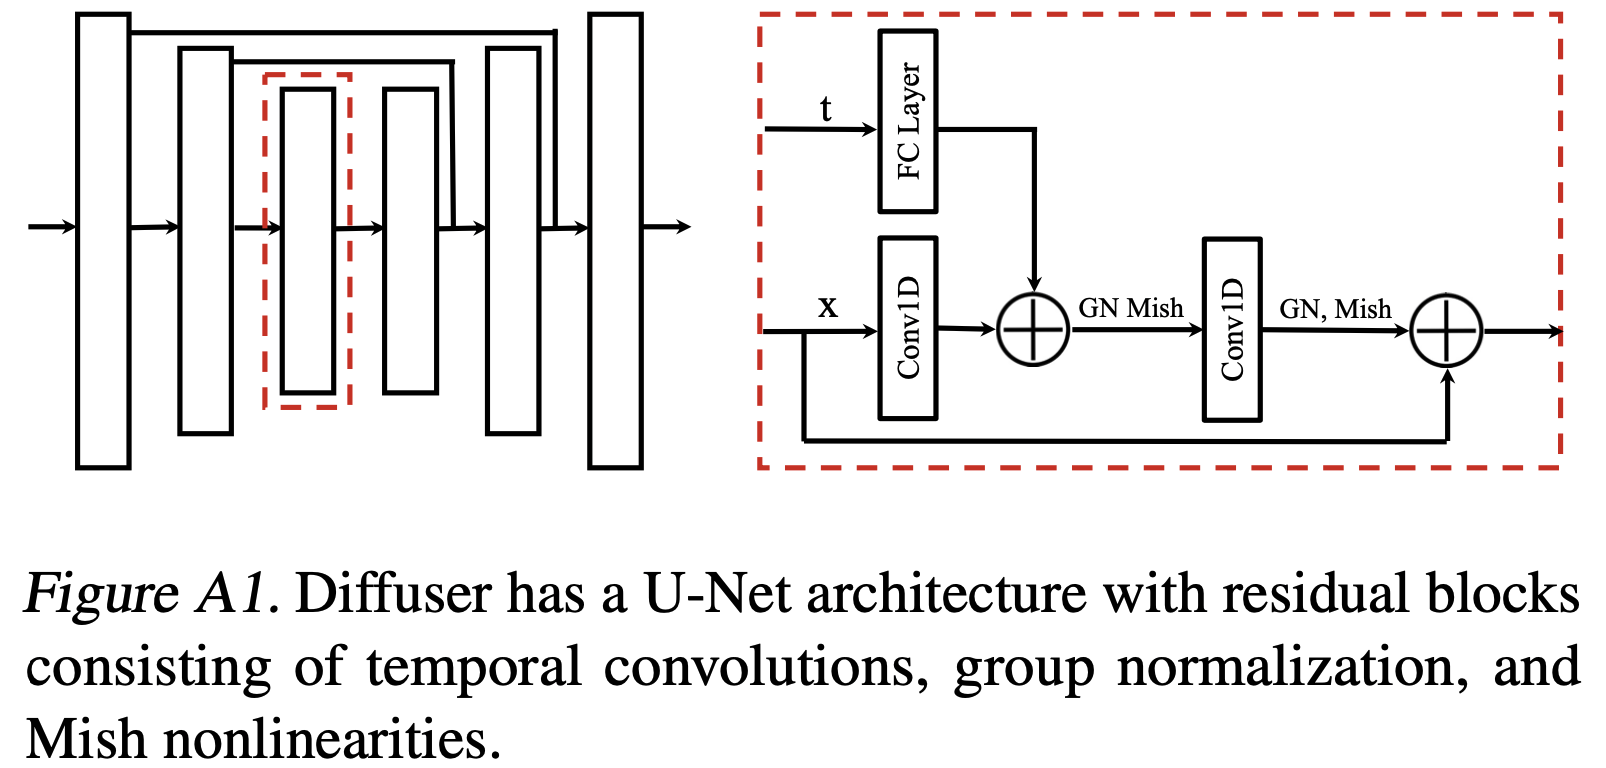 t
FC Layer
x
Conv1D
GN Mish
Conv1D
GN, Mish
Figure A1. Diffuser has a U-Net architecture with residual blocks
consisting of temporal convolutions, group normalization, and
Mish nonlinearities.